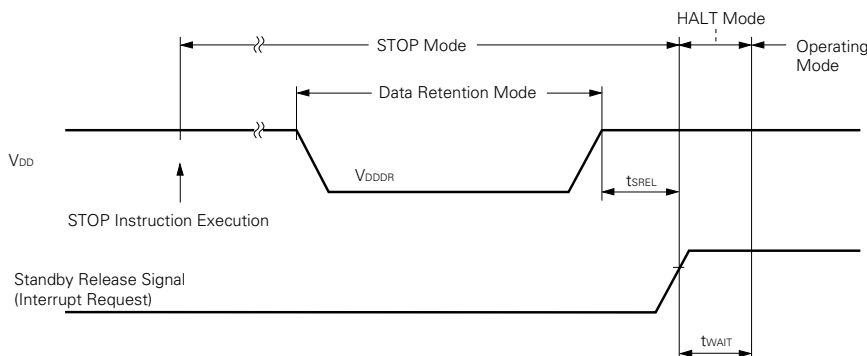 HALT Mode
STOP Mode
Operating
Mode
Data Retention Mode
VDD
VDDDR
tSREL
STOP Instruction Execution
Standby Release Signal
(Interrupt Request)
tWAIT